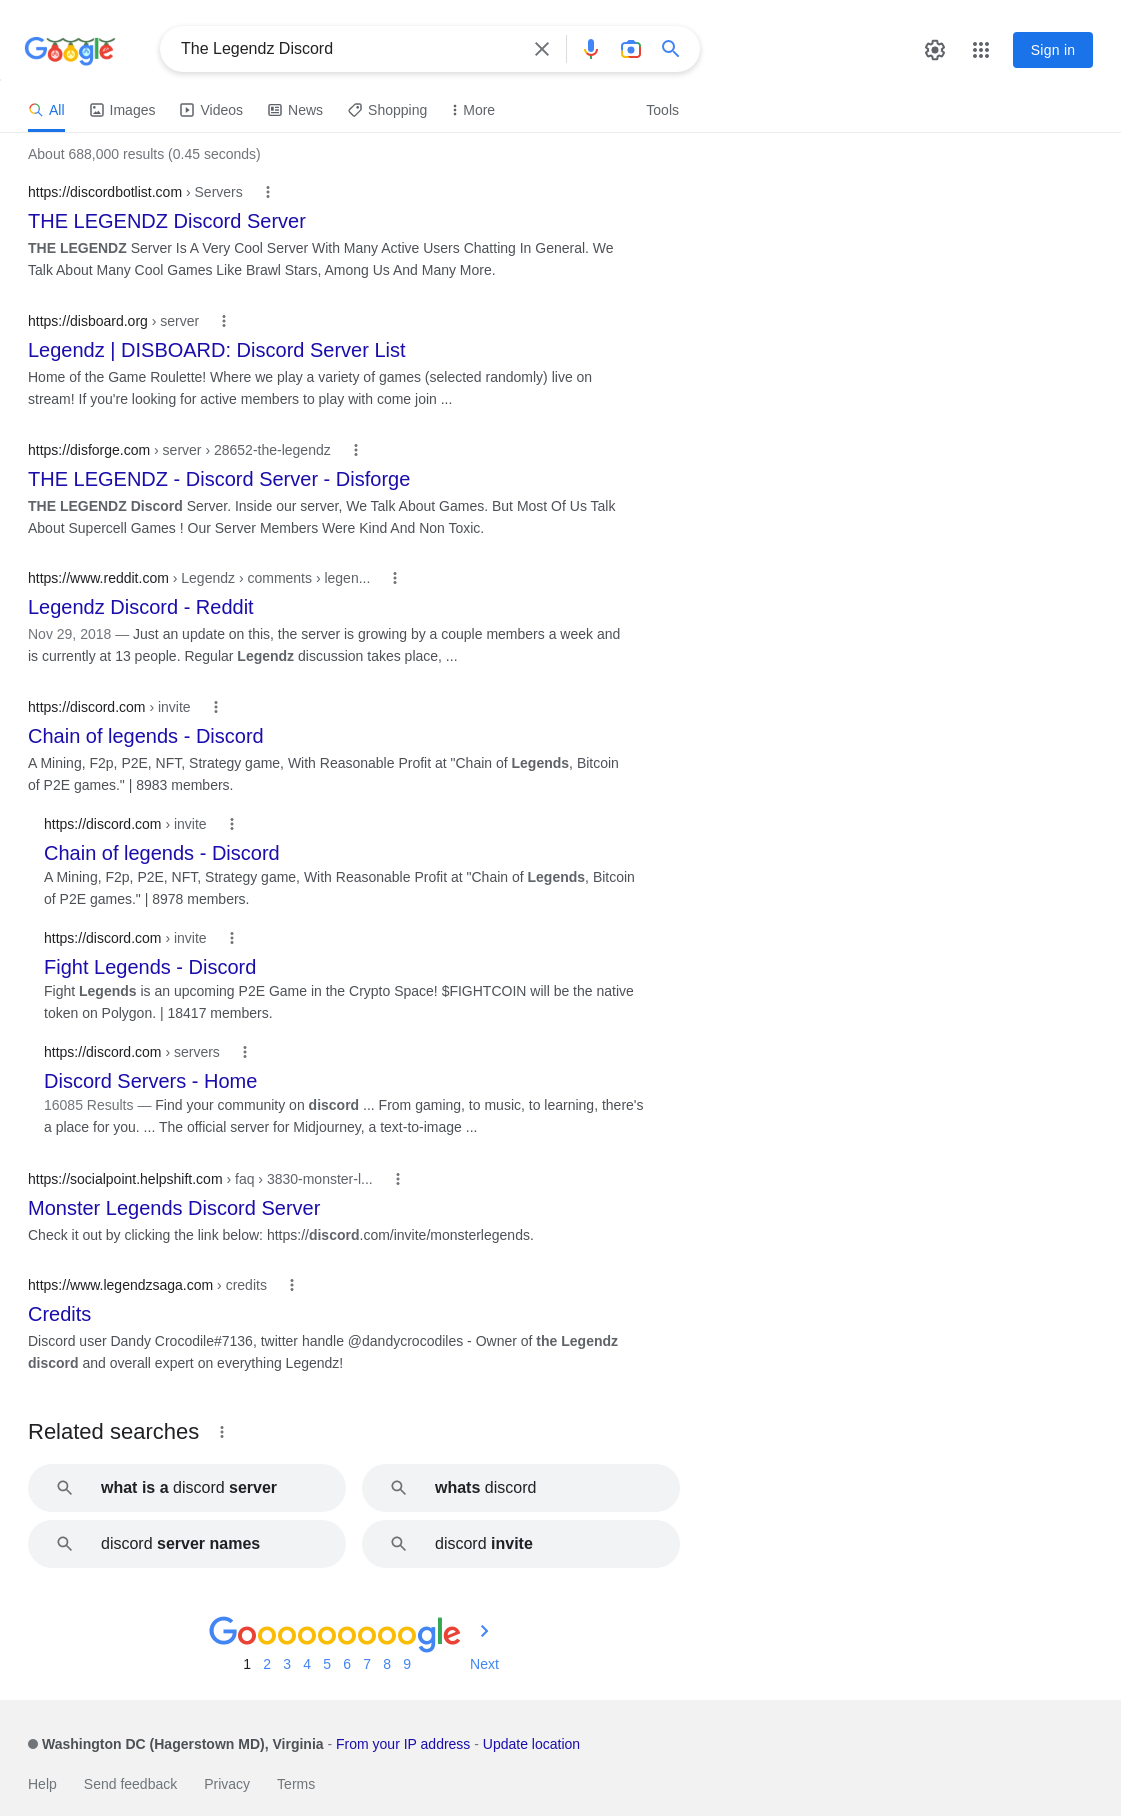 Google
The Legendz Discord
Sign in
All
Images
Videos
News
Shopping
More
Tools
About 688,000 results (0.45 seconds)
https://discordbotlist.com › Servers
THE LEGENDZ Discord Server
THE LEGENDZ Server Is A Very Cool Server With Many Active Users Chatting In General. We
Talk About Many Cool Games Like Brawl Stars, Among Us And Many More.
https://disboard.org › server
Legendz | DISBOARD: Discord Server List
Home of the Game Roulette! Where we play a variety of games (selected randomly) live on
stream! If you're looking for active members to play with come join ...
https://disforge.com › server › 28652-the-legendz
THE LEGENDZ - Discord Server - Disforge
THE LEGENDZ Discord Server. Inside our server, We Talk About Games. But Most Of Us Talk
About Supercell Games ! Our Server Members Were Kind And Non Toxic.
https://www.reddit.com › Legendz › comments › legen...
Legendz Discord - Reddit
Nov 29, 2018 — Just an update on this, the server is growing by a couple members a week and
is currently at 13 people. Regular Legendz discussion takes place, ...
https://discord.com › invite
Chain of legends - Discord
A Mining, F2p, P2E, NFT, Strategy game, With Reasonable Profit at "Chain of Legends, Bitcoin
of P2E games." | 8983 members.
https://discord.com › invite
Chain of legends - Discord
A Mining, F2p, P2E, NFT, Strategy game, With Reasonable Profit at "Chain of Legends, Bitcoin
of P2E games." | 8978 members.
https://discord.com › invite
Fight Legends - Discord
Fight Legends is an upcoming P2E Game in the Crypto Space! $FIGHTCOIN will be the native
token on Polygon. | 18417 members.
https://discord.com › servers
Discord Servers - Home
16085 Results — Find your community on discord ... From gaming, to music, to learning, there's
a place for you. ... The official server for Midjourney, a text-to-image ...
https://socialpoint.helpshift.com › faq › 3830-monster-l...
Monster Legends Discord Server
Check it out by clicking the link below: https://discord.com/invite/monsterlegends.
https://www.legendzsaga.com › credits
Credits
Discord user Dandy Crocodile#7136, twitter handle @dandycrocodiles - Owner of the Legendz
discord and overall expert on everything Legendz!
Related searches
what is a discord server
whats discord
discord server names
discord invite
Gooooooooogle
1 2 3 4 5 6 7 8 9 Next
Washington DC (Hagerstown MD), Virginia - From your IP address - Update location
Help Send feedback Privacy Terms